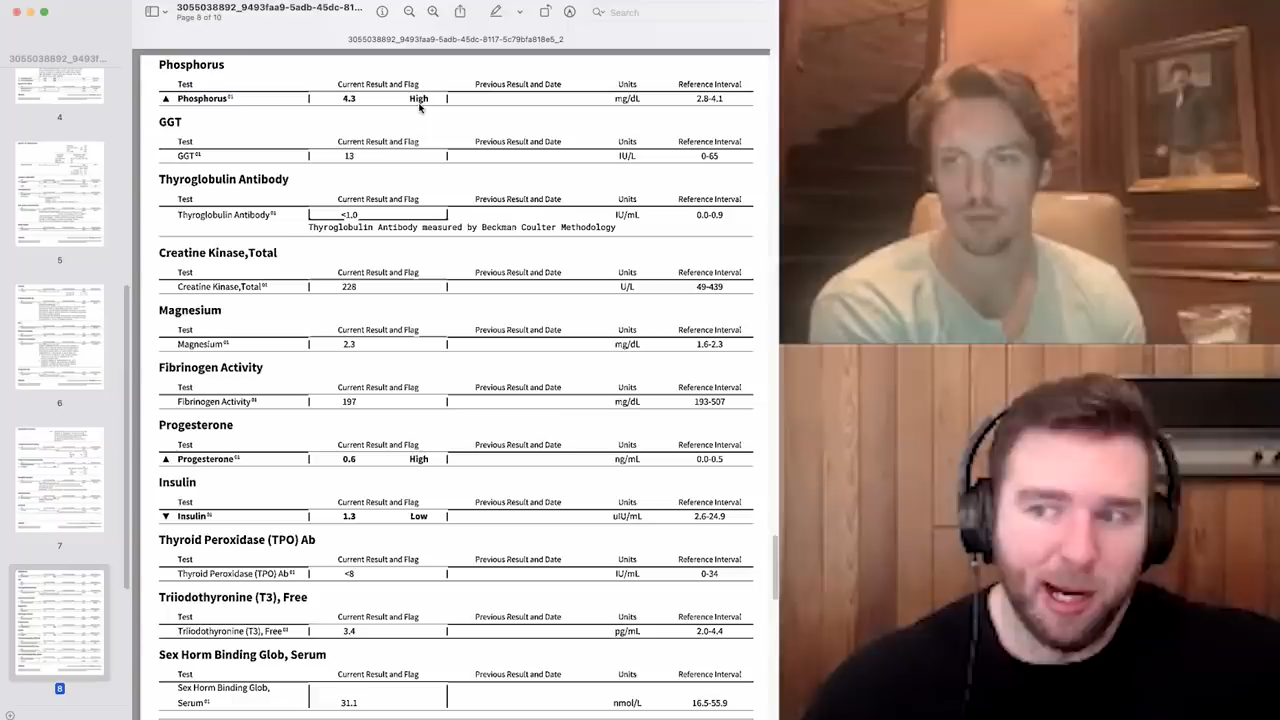 3055038892_9493faa9-5adb-45dc-81...
Page 8 of 10
Search
3055038892_9493f...
3055038892_9493faa9-5adb-45dc-8117-5c79bfa818e5_2
4
5
6
7
8
Phosphorus
Test Current Result and Flag Previous Result and Date Units Reference Interval
▲ Phosphorus 01 4.3 High mg/dL 2.8-4.1
GGT
Test Current Result and Flag Previous Result and Date Units Reference Interval
GGT 01 13 IU/L 0-65
Thyroglobulin Antibody
Test Current Result and Flag Previous Result and Date Units Reference Interval
Thyroglobulin Antibody 01 <1.0 IU/mL 0.0-0.9
Thyroglobulin Antibody measured by Beckman Coulter Methodology
Creatine Kinase,Total
Test Current Result and Flag Previous Result and Date Units Reference Interval
Creatine Kinase,Total 01 228 U/L 49-439
Magnesium
Test Current Result and Flag Previous Result and Date Units Reference Interval
Magnesium 01 2.3 mg/dL 1.6-2.3
Fibrinogen Activity
Test Current Result and Flag Previous Result and Date Units Reference Interval
Fibrinogen Activity 197 mg/dL 193-507
Progesterone
Test Current Result and Flag Previous Result and Date Units Reference Interval
▲ Progesterone 01 0.6 High ng/mL 0.0-0.5
Insulin
Test Current Result and Flag Previous Result and Date Units Reference Interval
▼ Insulin 1.3 Low uIU/mL 2.6-24.9
Thyroid Peroxidase (TPO) Ab
Test Current Result and Flag Previous Result and Date Units Reference Interval
Thyroid Peroxidase (TPO) Ab 01 <8 IU/mL 0-34
Triiodothyronine (T3), Free
Test Current Result and Flag Previous Result and Date Units Reference Interval
Triiodothyronine (T3), Free 01 3.4 pg/mL 2.0-4.4
Sex Horm Binding Glob, Serum
Test Current Result and Flag Previous Result and Date Units Reference Interval
Sex Horm Binding Glob,
Serum 01 31.1 nmol/L 16.5-55.9